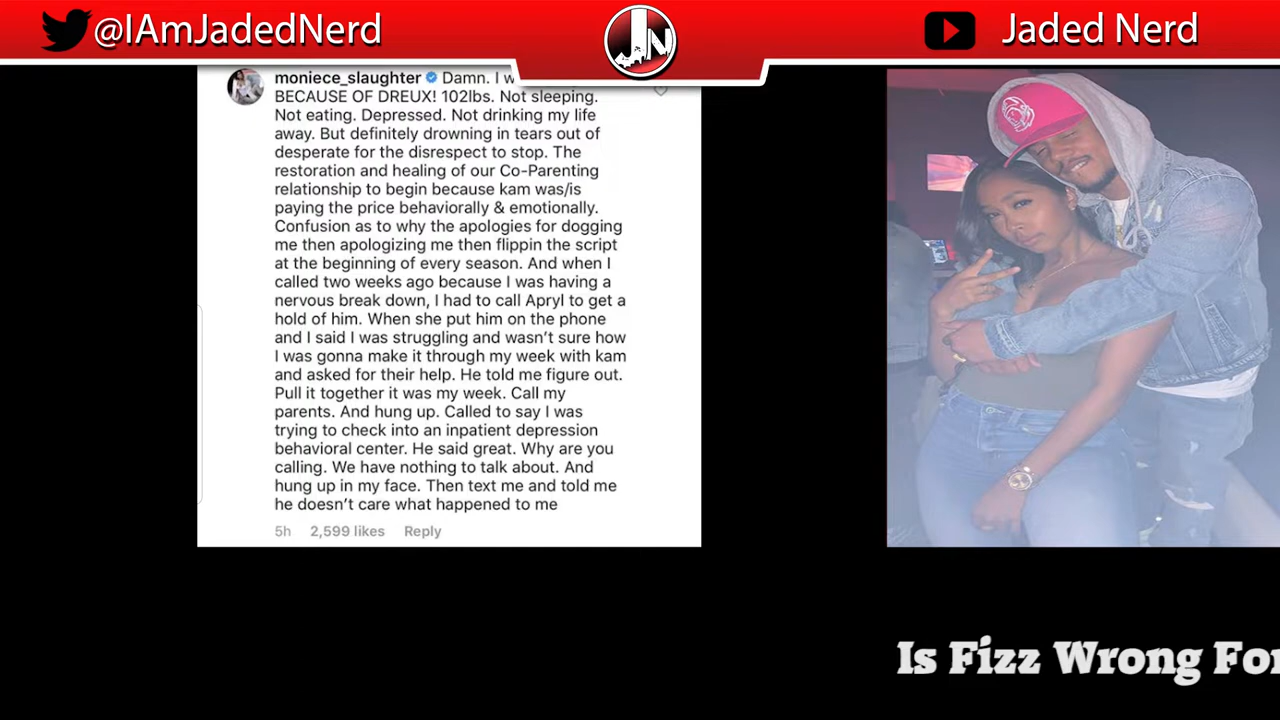 @IAmJadedNerd
JN
Jaded Nerd
moniece_slaughter Damn. I
BECAUSE OF DREUX! 102lbs. Not sleeping.
Not eating. Depressed. Not drinking my life
away. But definitely drowning in tears out of
desperate for the disrespect to stop. The
restoration and healing of our Co-Parenting
relationship to begin because kam was/is
paying the price behaviorally & emotionally.
Confusion as to why the apologies for dogging
me then apologizing me then flippin the script
at the beginning of every season. And when I
called two weeks ago because I was having a
nervous break down, I had to call Apryl to get a
hold of him. When she put him on the phone
and I said I was struggling and wasn't sure how
I was gonna make it through my week with kam
and asked for their help. He told me figure out.
Pull it together it was my week. Call my
parents. And hung up. Called to say I was
trying to check into an inpatient depression
behavioral center. He said great. Why are you
calling. We have nothing to talk about. And
hung up in my face. Then text me and told me
he doesn't care what happened to me
5h 2,599 likes Reply
Is Fizz Wrong For